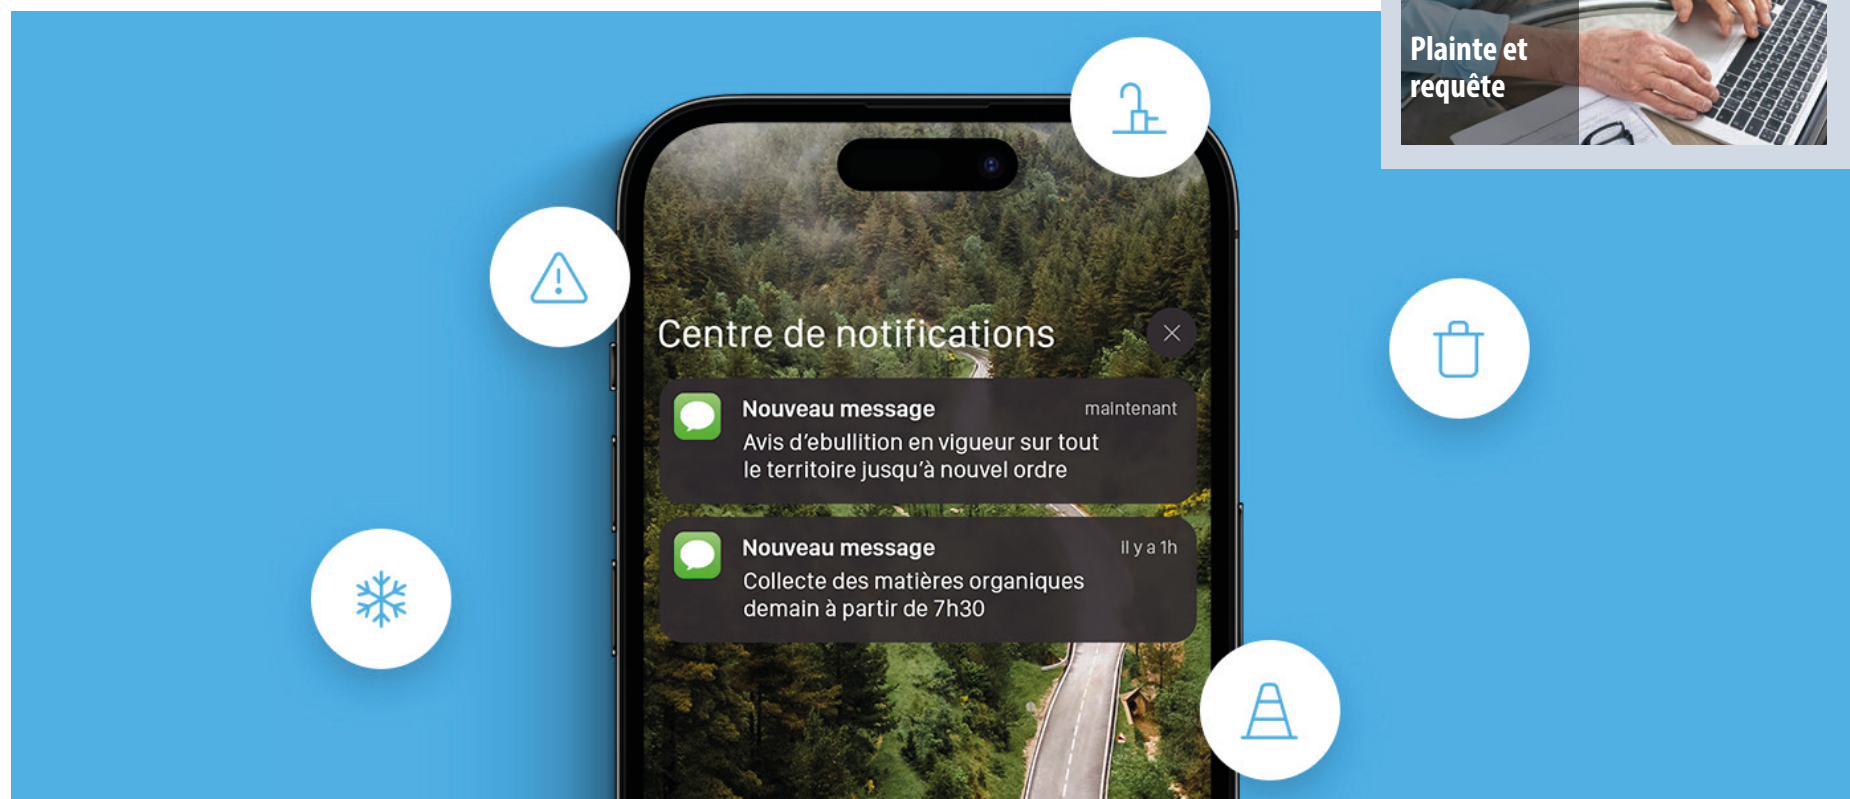 Plainte et
requête
Centre de notifications
Nouveau message
maintenant
Avis d’ebullition en vigueur sur tout
le territoire jusqu’à nouvel ordre
Nouveau message
Il y a 1h
Collecte des matières organiques
demain à partir de 7h30